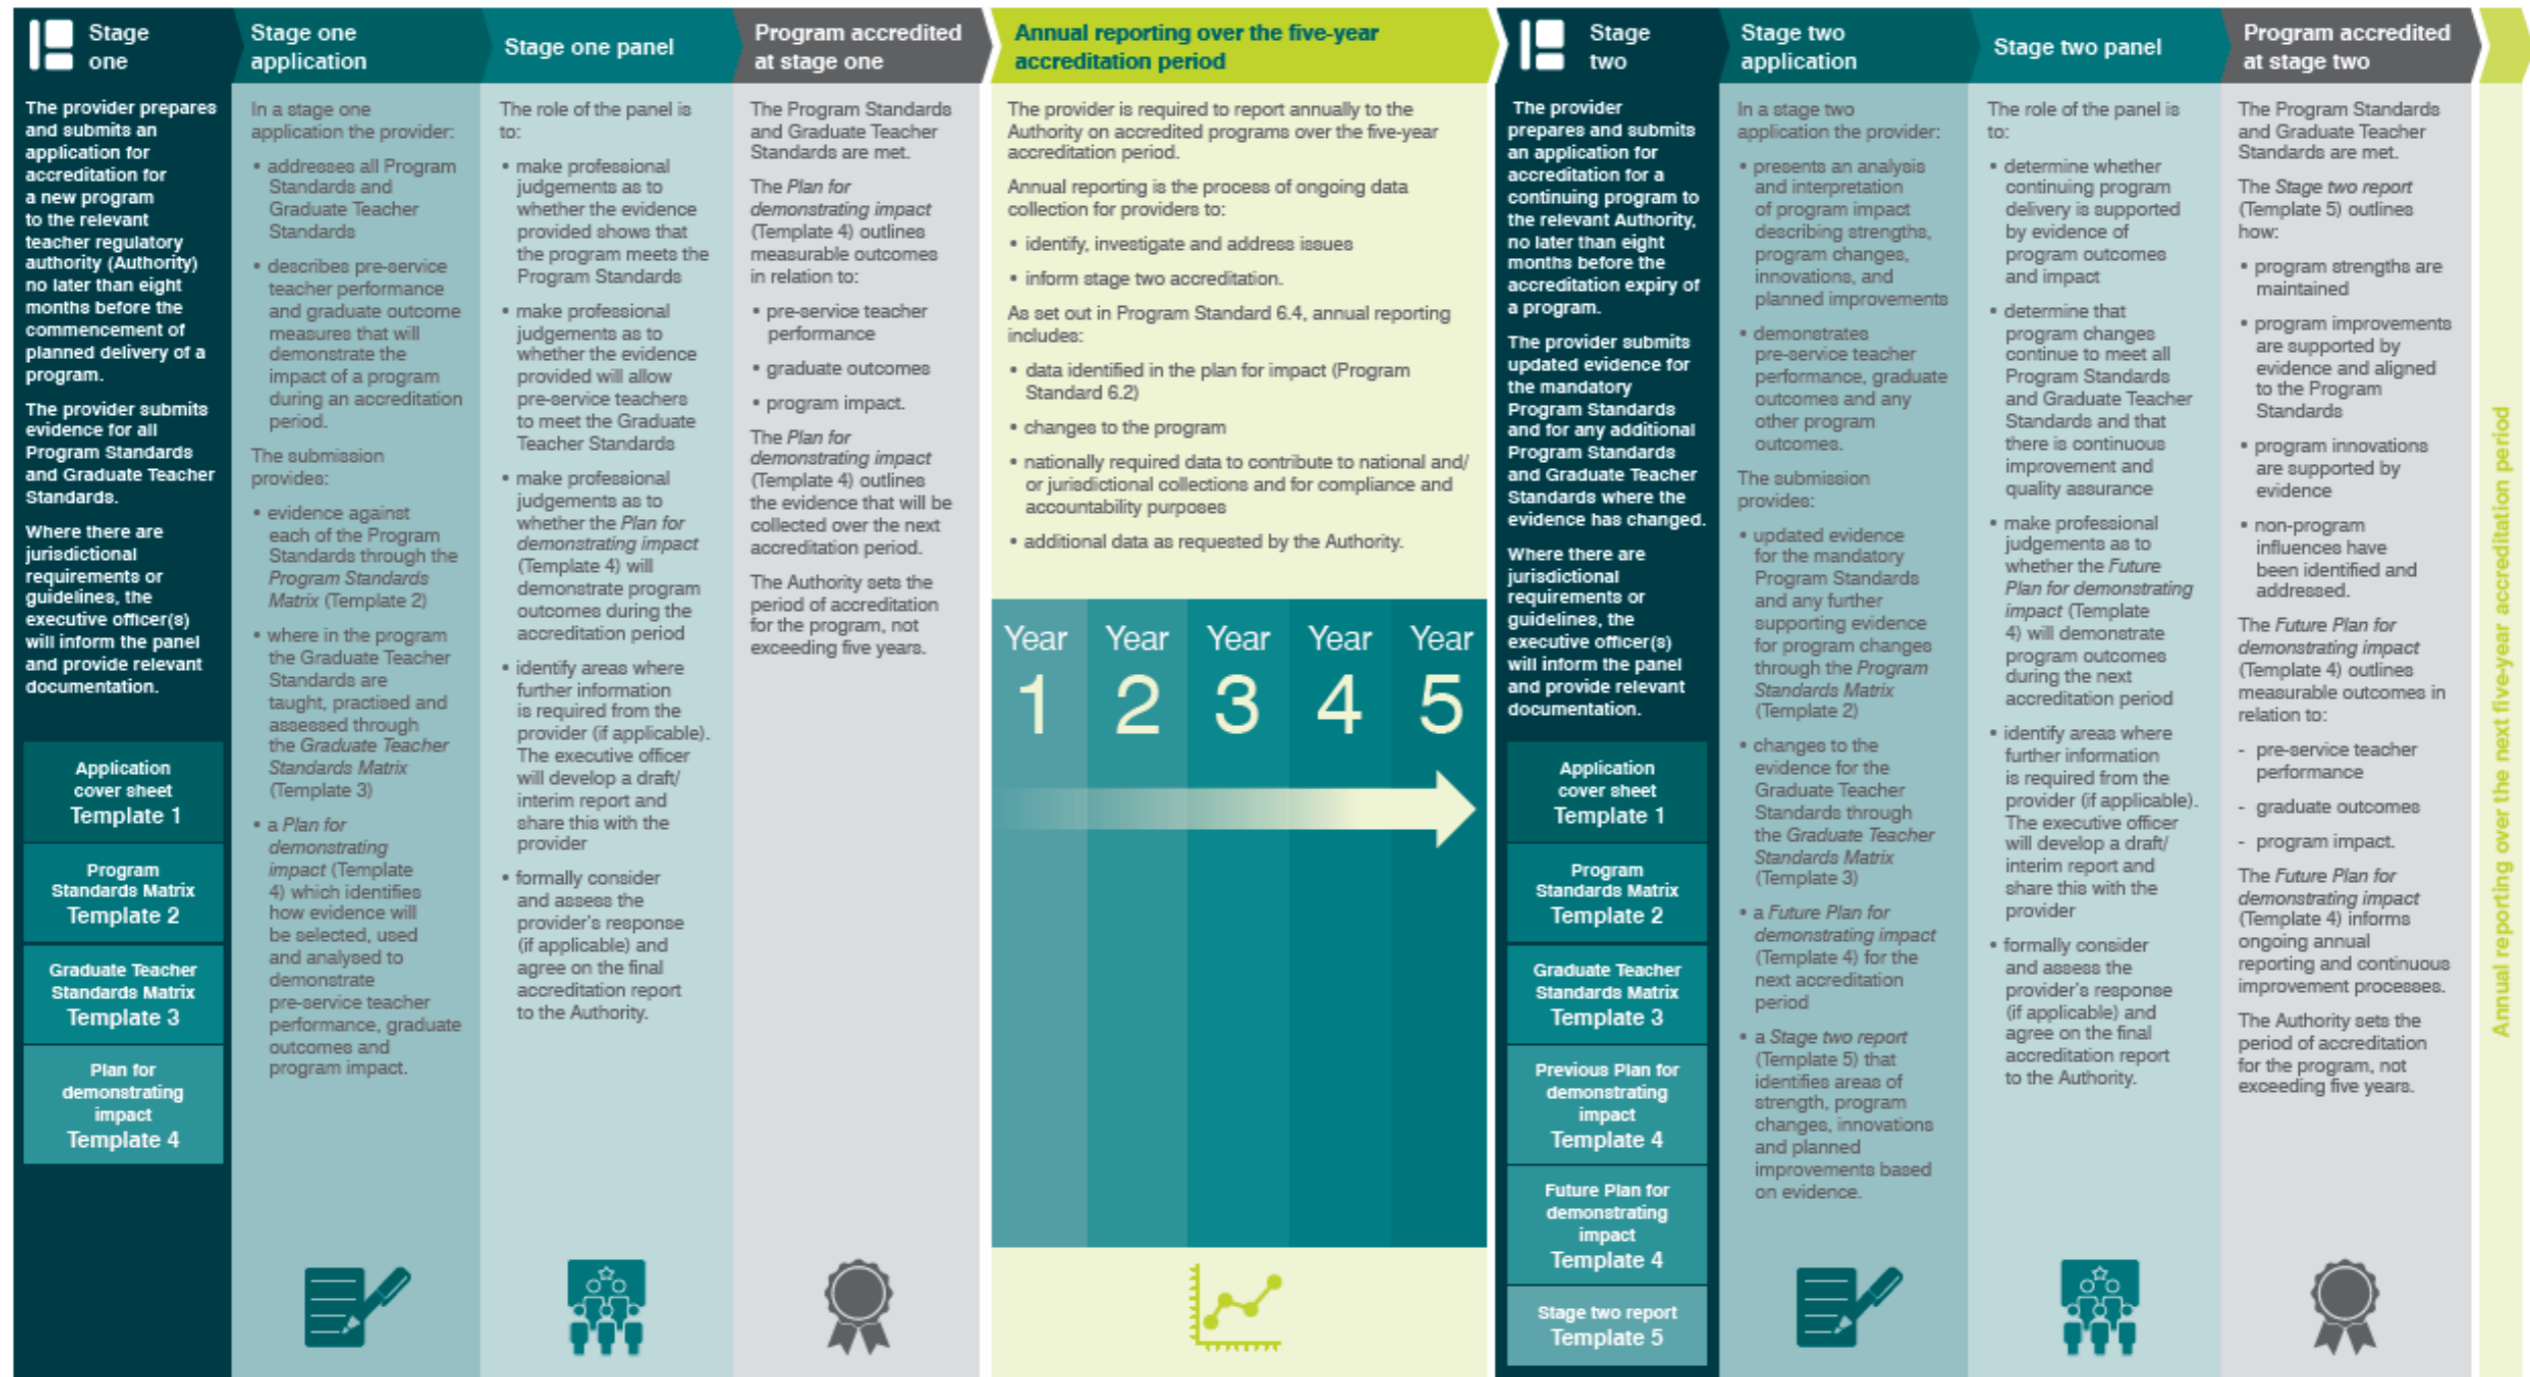 Stage
one
The provider prepares
and submits an
application for
accreditation for
a new program
to the relevant
teacher regulatory
authority (Authority)
no later than eight
months before the
commencement of
planned delivery of a
program.
The provider submits
evidence for all
Program Standards
and Graduate Teacher
Standards.
Where there are
jurisdictional
requirements or
guidelines, the
executive officer(s)
will inform the panel
and provide relevant
documentation.
Application
cover sheet
Template 1
Program
Standards Matrix
Template 2
Graduate Teacher
Standards Matrix
Template 3
Plan for
demonstrating
impact
Template 4
Stage one
application
In a stage one
application the provider:
• addresses all Program
Standards and
Graduate Teacher
Standards
• describes pre-service
teacher performance
and graduate outcome
measures that will
demonstrate the
impact of a program
during an accreditation
period.
The submission
provides:
• evidence against
each of the Program
Standards through the
Program Standards
Matrix (Template 2)
• where in the program
the Graduate Teacher
Standards are
taught, practised and
assessed through
the Graduate Teacher
Standards Matrix
(Template 3)
• a Plan for
demonstrating
impact (Template
4) which identifies
how evidence will
be selected, used
and analysed to
demonstrate
pre-service teacher
performance, graduate
outcomes and
program impact.
Stage one panel
The role of the panel is
to:
• make professional
judgements as to
whether the evidence
provided shows that
the program meets the
Program Standards
• make professional
judgements as to
whether the evidence
provided will allow
pre-service teachers
to meet the Graduate
Teacher Standards
• make professional
judgements as to
whether the Plan for
demonstrating impact
(Template 4) will
demonstrate program
outcomes during the
accreditation period
• identify areas where
further information
is required from the
provider (if applicable).
The executive officer
will develop a draft/
interim report and
share this with the
provider
• formally consider
and assess the
provider's response
(if applicable) and
agree on the final
accreditation report
to the Authority.
Program accredited
at stage one
The Program Standards
and Graduate Teacher
Standards are met.
The Plan for
demonstrating impact
(Template 4) outlines
measurable outcomes
in relation to:
• pre-service teacher
performance
• graduate outcomes
• program impact.
The Plan for
demonstrating impact
(Template 4) outlines
the evidence that will be
collected over the next
accreditation period.
The Authority sets the
period of accreditation
for the program, not
exceeding five years.
Annual reporting over the five-year
accreditation period
The provider is required to report annually to the
Authority on accredited programs over the five-year
accreditation period.
Annual reporting is the process of ongoing data
collection for providers to:
• identify, investigate and address issues
• inform stage two accreditation.
As set out in Program Standard 6.4, annual reporting
includes:
• data identified in the plan for impact (Program
Standard 6.2)
• changes to the program
• nationally required data to contribute to national and/
or jurisdictional collections and for compliance and
accountability purposes
• additional data as requested by the Authority.
Year Year Year Year Year
1 2 3 4 5
Stage
two
The provider
prepares and submits
an application for
accreditation for a
continuing program to
the relevant Authority,
no later than eight
months before the
accreditation expiry of
a program.
The provider submits
updated evidence for
the mandatory
Program Standards
and for any additional
Program Standards
and Graduate Teacher
Standards where the
evidence has changed.
Where there are
jurisdictional
requirements or
guidelines, the
executive officer(s)
will inform the panel
and provide relevant
documentation.
Application
cover sheet
Template 1
Program
Standards Matrix
Template 2
Graduate Teacher
Standards Matrix
Template 3
Previous Plan for
demonstrating
impact
Template 4
Future Plan for
demonstrating
impact
Template 4
Stage two report
Template 5
Stage two
application
In a stage two
application the provider:
• presents an analysis
and interpretation
of program impact
describing strengths,
program changes,
innovations, and
planned improvements
• demonstrates
pre-service teacher
performance, graduate
outcomes and any
other program
outcomes.
The submission
provides:
• updated evidence
for the mandatory
Program Standards
and any further
supporting evidence
for program changes
through the Program
Standards Matrix
(Template 2)
• changes to the
evidence for the
Graduate Teacher
Standards through
the Graduate Teacher
Standards Matrix
(Template 3)
• a Future Plan for
demonstrating impact
(Template 4) for the
next accreditation
period
• a Stage two report
(Template 5) that
identifies areas of
strength, program
changes, innovations
and planned
improvements based
on evidence.
Stage two panel
The role of the panel is
to:
• determine whether
continuing program
delivery is supported
by evidence of
program outcomes
and impact
• determine that
program changes
continue to meet all
Program Standards
and Graduate Teacher
Standards and that
there is continuous
improvement and
quality assurance
• make professional
judgements as to
whether the Future
Plan for demonstrating
impact (Template
4) will demonstrate
program outcomes
during the next
accreditation period
• identify areas where
further information
is required from the
provider (if applicable).
The executive officer
will develop a draft/
interim report and
share this with the
provider
• formally consider
and assess the
provider's response
(if applicable) and
agree on the final
accreditation report
to the Authority.
Program accredited
at stage two
The Program Standards
and Graduate Teacher
Standards are met.
The Stage two report
(Template 5) outlines
how:
• program strengths are
maintained
• program improvements
are supported by
evidence and aligned
to the Program
Standards
• program innovations
are supported by
evidence
• non-program
influences have
been identified and
addressed.
The Future Plan for
demonstrating impact
(Template 4) outlines
measurable outcomes in
relation to:
- pre-service teacher
performance
- graduate outcomes
- program impact.
The Future Plan for
demonstrating impact
(Template 4) informs
ongoing annual
reporting and continuous
improvement processes.
The Authority sets the
period of accreditation
for the program, not
exceeding five years.
Annual reporting over the next five-year accreditation period